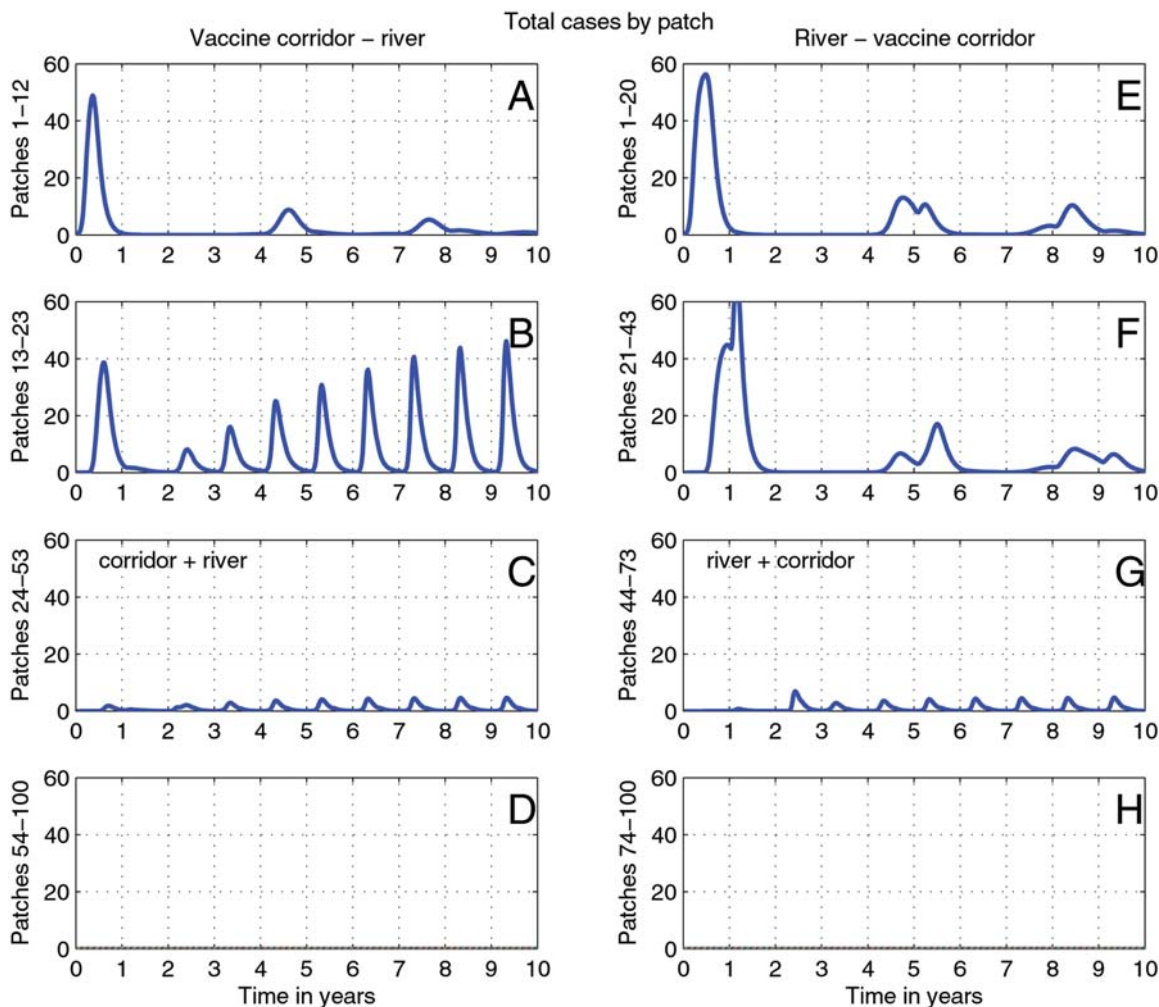 Total cases by patch
Vaccine corridor – river
River – vaccine corridor
Patches 1–12
60
40
20
0
A
0 1 2 3 4 5 6 7 8 9 10
Patches 1–20
60
40
20
0
E
0 1 2 3 4 5 6 7 8 9 10
Patches 13–23
60
40
20
0
B
0 1 2 3 4 5 6 7 8 9 10
Patches 21–43
60
40
20
0
F
0 1 2 3 4 5 6 7 8 9 10
Patches 24–53
60
40
20
0
corridor + river
C
0 1 2 3 4 5 6 7 8 9 10
Patches 44–73
60
40
20
0
river + corridor
G
0 1 2 3 4 5 6 7 8 9 10
Patches 54–100
60
40
20
0
D
0 1 2 3 4 5 6 7 8 9 10
Time in years
Patches 74–100
60
40
20
0
H
0 1 2 3 4 5 6 7 8 9 10
Time in years